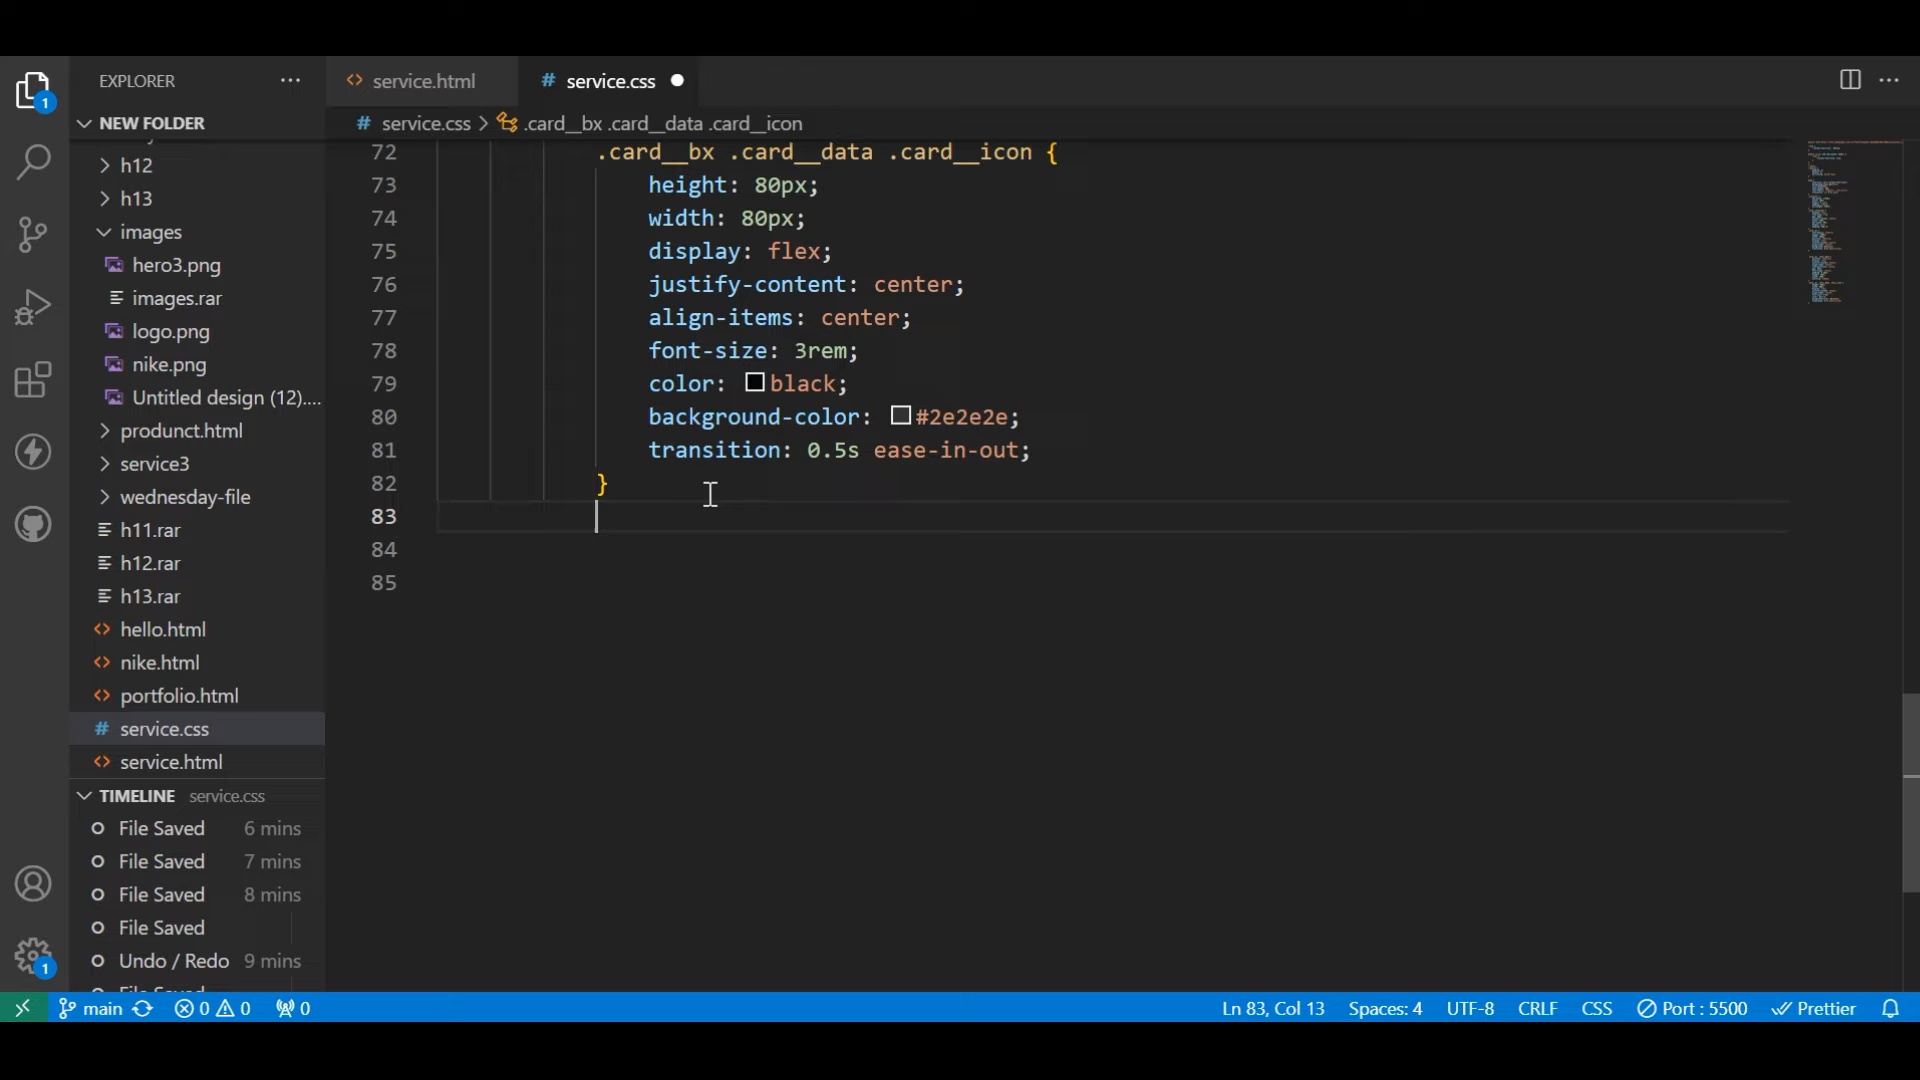 EXPLORER
service.html
service.css
NEW FOLDER
service.css > .card__bx .card__data .card__icon
h12
h13
images
hero3.png
images.rar
logo.png
nike.png
Untitled design (12)....
produnct.html
service3
wednesday-file
h11.rar
h12.rar
h13.rar
hello.html
nike.html
portfolio.html
service.css
service.html
TIMELINE service.css
File Saved 6 mins
File Saved 7 mins
File Saved 8 mins
File Saved
Undo / Redo 9 mins
72 .card__bx .card__data .card__icon {
73 height: 80px;
74 width: 80px;
75 display: flex;
76 justify-content: center;
77 align-items: center;
78 font-size: 3rem;
79 color: black;
80 background-color: #2e2e2e;
81 transition: 0.5s ease-in-out;
82 }
83
84
85
1
1
main 0 0 0 Ln 83, Col 13 Spaces: 4 UTF-8 CRLF CSS Port : 5500 Prettier